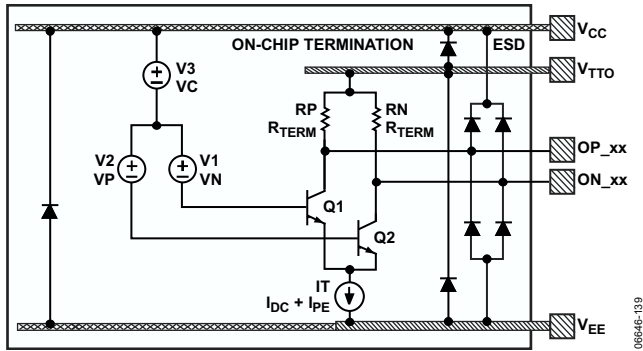 VCC
ON-CHIP TERMINATION
ESD
V3
VC
VTTO
RP
RTERM
RN
RTERM
V2
VP
V1
VN
OP_xx
ON_xx
Q1
Q2
IT
IDC + IPE
VEE
06646-139